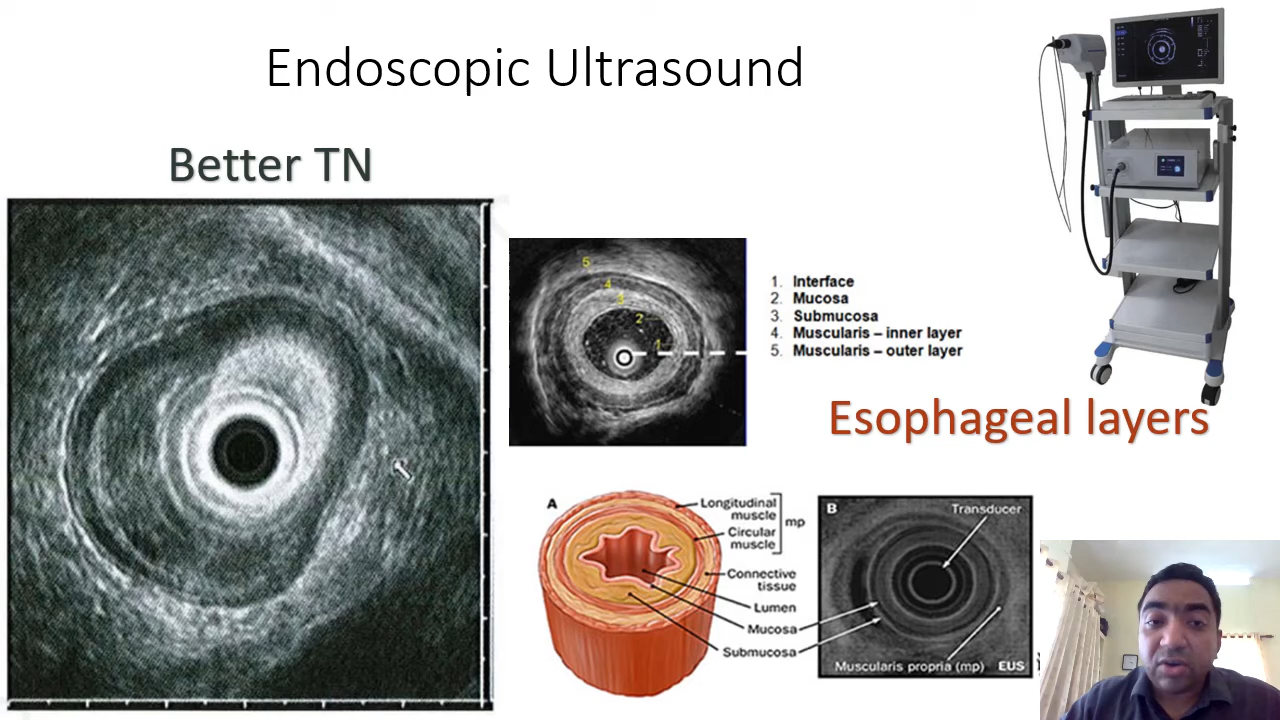 Endoscopic Ultrasound
Better TN
5
4
3
2
1
1. Interface
2. Mucosa
3. Submucosa
4. Muscularis – inner layer
5. Muscularis – outer layer
Esophageal layers
A
Longitudinal
muscle
mp
Circular
muscle
Connective
tissue
Lumen
Mucosa
Submucosa
B
Transducer
Muscularis propria (mp)
EUS